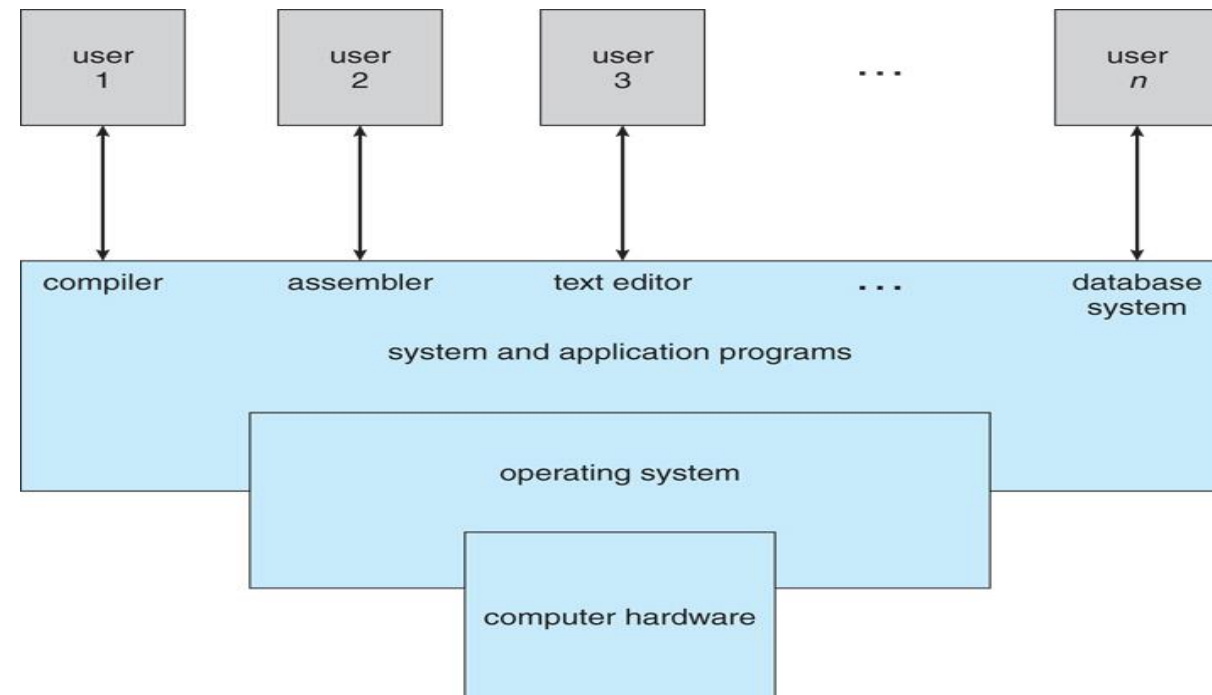 user
1
user
2
user
3
...
user
n
compiler
assembler
text editor
...
database
system
system and application programs
operating system
computer hardware